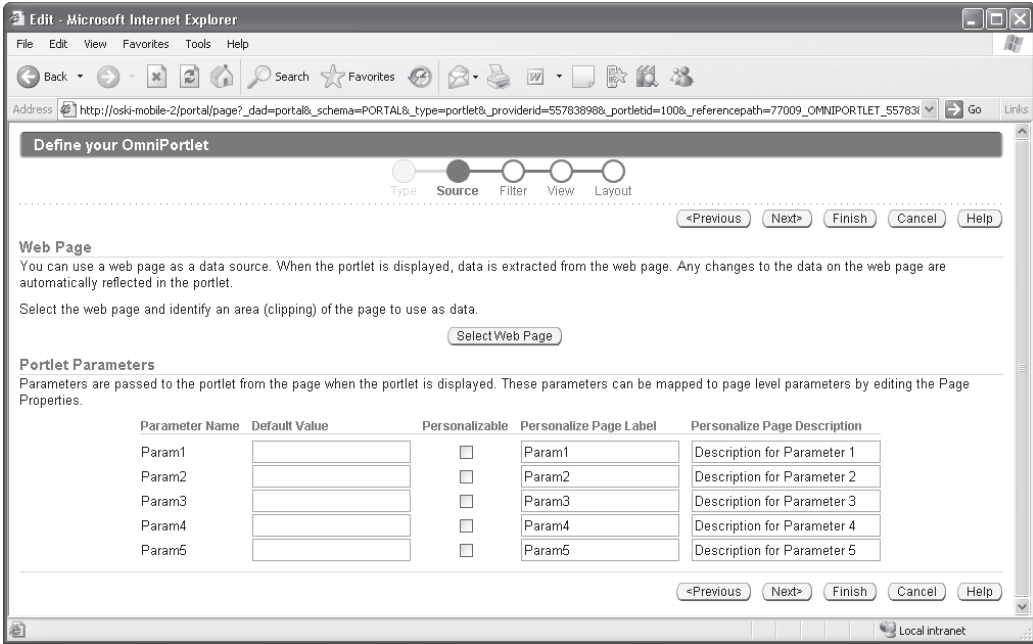 Edit - Microsoft Internet Explorer
File Edit View Favorites Tools Help
Back Search Favorites
Address http://oski-mobile-2/portal/page?_dad=portal&_schema=PORTAL&_type=portlet&_providerid=55783898&_portletid=100&_referencepath=77009_OMNIPORTLET_55783 Go Links
Define your OmniPortlet
Type Source Filter View Layout
<Previous Next> Finish Cancel Help
Web Page
You can use a web page as a data source. When the portlet is displayed, data is extracted from the web page. Any changes to the data on the web page are
automatically reflected in the portlet.
Select the web page and identify an area (clipping) of the page to use as data.
Select Web Page
Portlet Parameters
Parameters are passed to the portlet from the page when the portlet is displayed. These parameters can be mapped to page level parameters by editing the Page
Properties.
Parameter Name Default Value Personalizable Personalize Page Label Personalize Page Description
Param1 Param1 Description for Parameter 1
Param2 Param2 Description for Parameter 2
Param3 Param3 Description for Parameter 3
Param4 Param4 Description for Parameter 4
Param5 Param5 Description for Parameter 5
<Previous Next> Finish Cancel Help
Local intranet